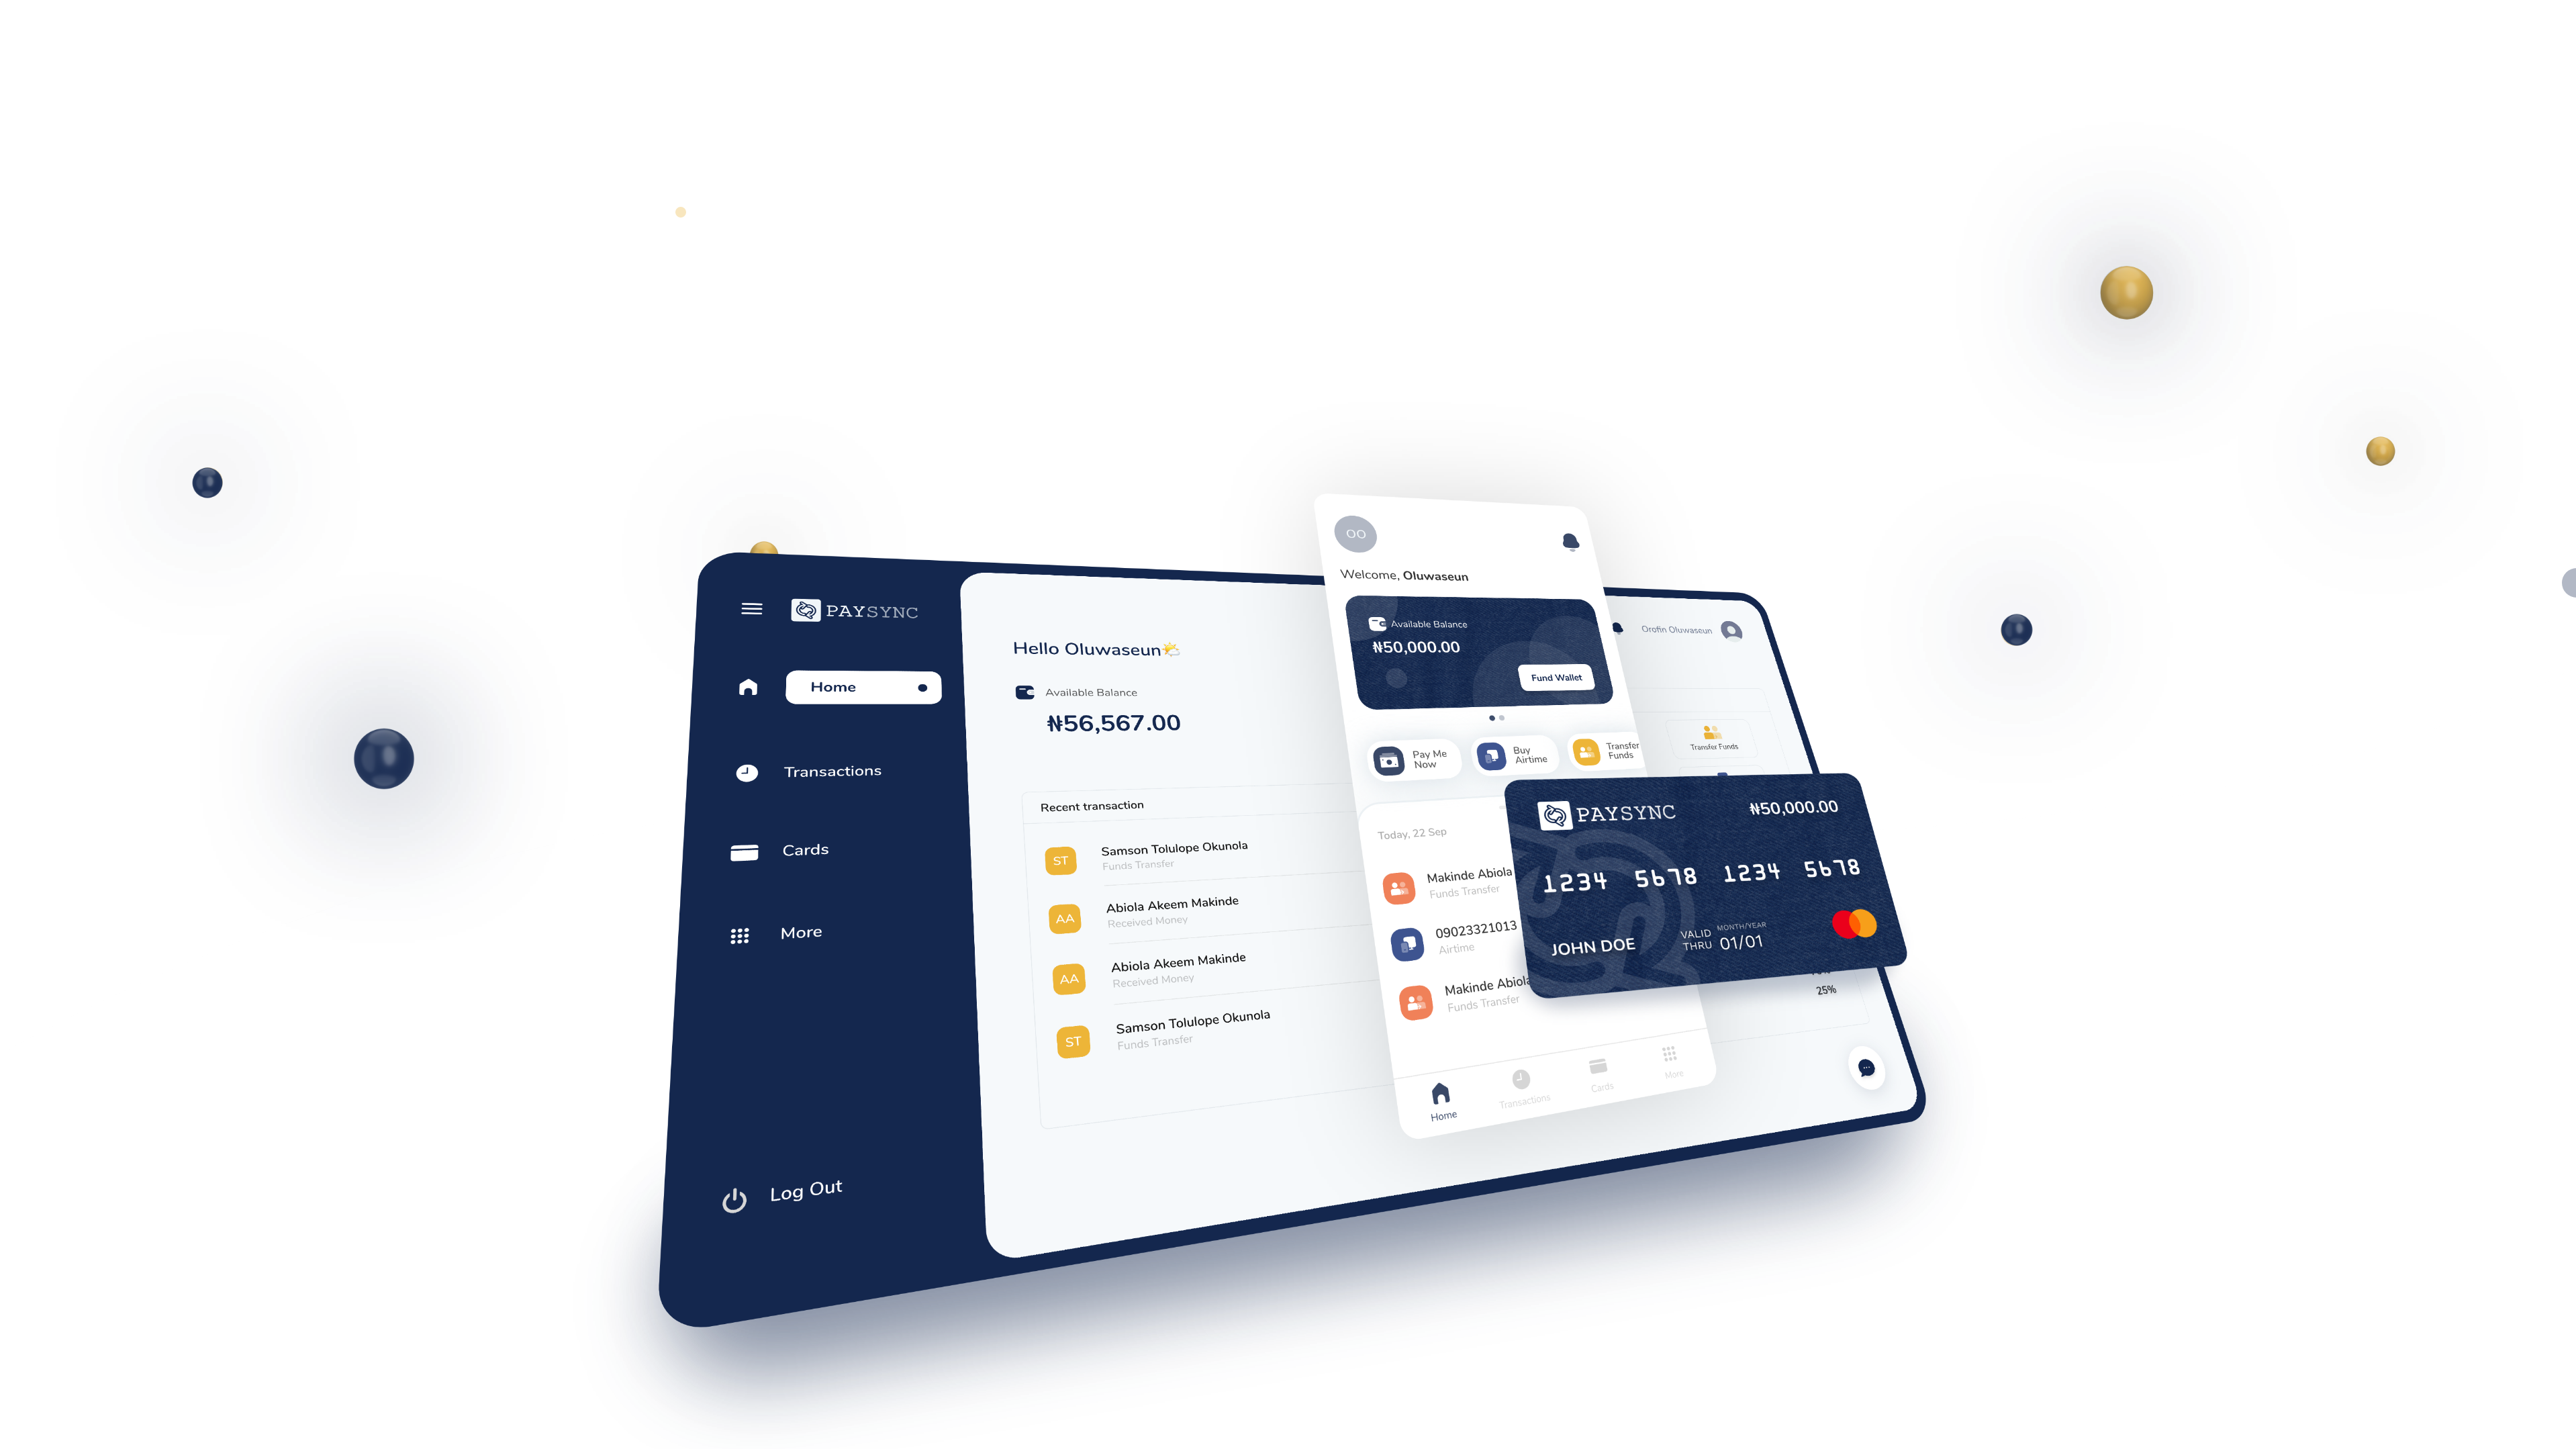 PAYSYNC
Home
Transactions
Cards
More
Log Out
Hello Oluwaseun
Available Balance
₦56,567.00
Recent transaction
ST
Samson Tolulope Okunola
Funds Transfer
AA
Abiola Akeem Makinde
Received Money
AA
Abiola Akeem Makinde
Received Money
ST
Samson Tolulope Okunola
Funds Transfer
OO
Welcome, Oluwaseun
Available Balance
₦50,000.00
Fund Wallet
Pay Me
Now
Buy
Airtime
Transfer
Funds
Today, 22 Sep
Makinde Abiola
Funds Transfer
09023321013
Airtime
Makinde Abiola
Funds Transfer
Home
Transactions
Cards
More
Orofin Oluwaseun
Transfer Funds
PAYSYNC
₦50,000.00
1234 5678 1234 5678
JOHN DOE
VALID
THRU
MONTH/YEAR
01/01
25%